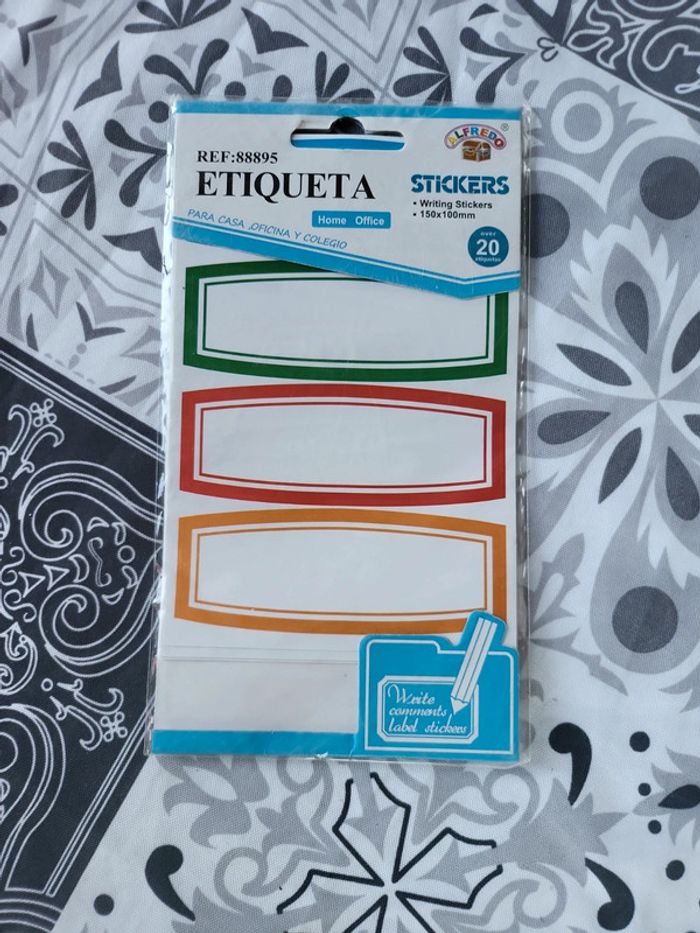 REF:88895
ETIQUETA
PARA CASA ,OFICINA Y COLEGIO
Home Office
ALFREDO
®
STICKERS
• Writing Stickers
• 150x100mm
over
20
etiquetas
Write
comments
label stickers